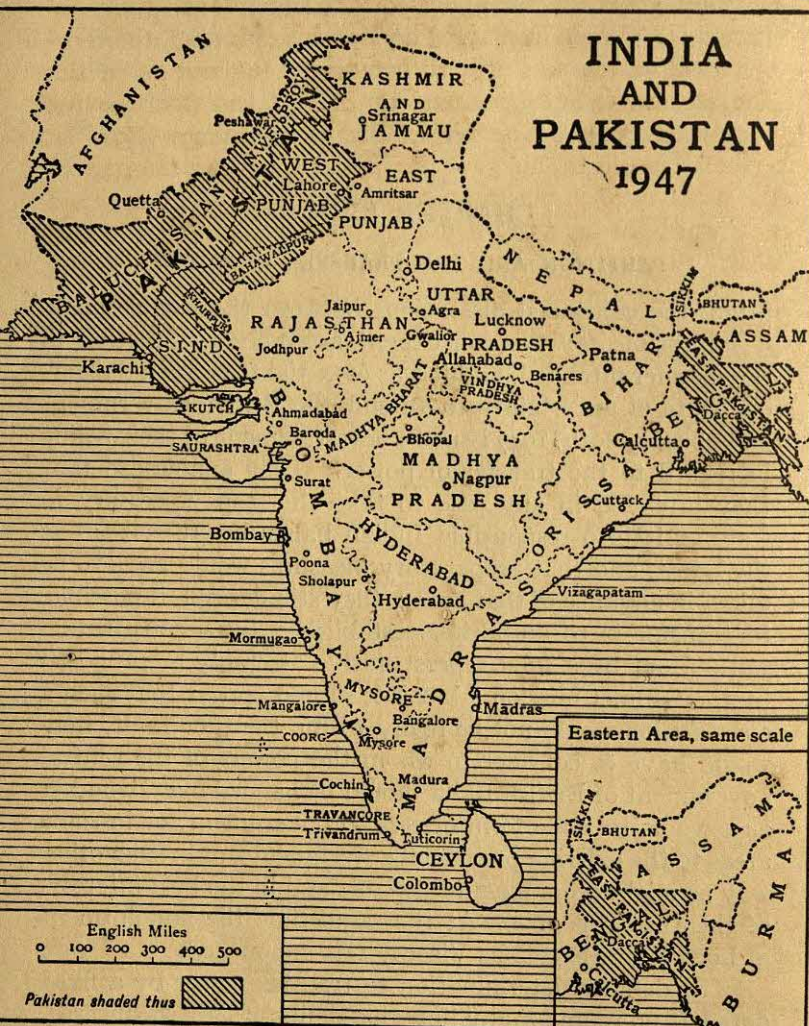 INDIA
AND
PAKISTAN
1947
AFGHANISTAN
KASHMIR
AND
Srinagar
JAMMU
Peshawar
N.W. PROV.
WEST
PUNJAB
Lahore
Amritsar
EAST
PUNJAB
Quetta
PAKISTAN
BALUCHISTAN
BAHAWALPUR
KHAIRPUR
SIND
Karachi
Delhi
NEPAL
SIKKIM
BHUTAN
ASSAM
UTTAR
PRADESH
Agra
Lucknow
Jaipur
RAJASTHAN
Ajmer
Jodhpur
Gwalior
Allahabad
Benares
Patna
BIHAR
EAST PAKISTAN
BENGAL
Dacca
Calcutta
VINDHYA
PRADESH
MADHYA BHARAT
KUTCH
Ahmadabad
Baroda
SAURASHTRA
Surat
Bhopal
MADHYA
Nagpur
PRADESH
ORISSA
Cuttack
BOMBAY
Bombay
Poona
Sholapur
HYDERABAD
Hyderabad
Vizagapatam
Mormugao
MADRAS
MYSORE
Mangalore
Bangalore
Madras
COORG
Mysore
Cochin
Madura
TRAVANCORE
Trivandrum
Tuticorin
CEYLON
Colombo
Eastern Area, same scale
SIKKIM
BHUTAN
ASSAM
EAST PAKISTAN
BENGAL
Dacca
Calcutta
BURMA
English Miles
0 100 200 300 400 500
Pakistan shaded thus